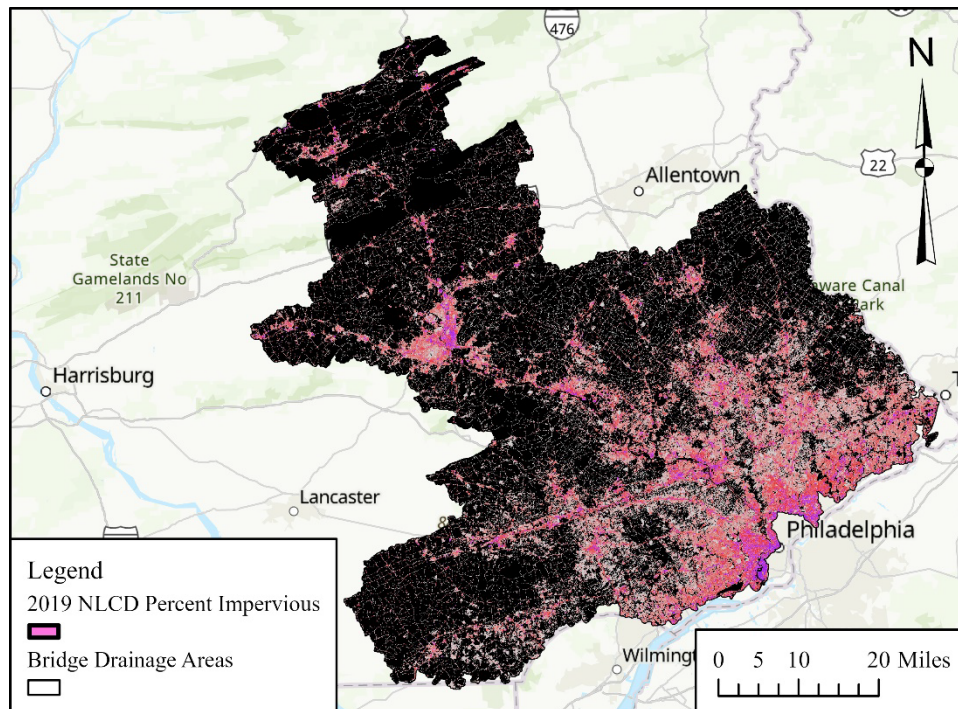 476
N
Allentown
22
State
Gamelands No
211
aware Canal
ark
Harrisburg
T
Lancaster
8
Philadelphia
Legend
2019 NLCD Percent Impervious
Bridge Drainage Areas
Wilmingt
0 5 10 20 Miles